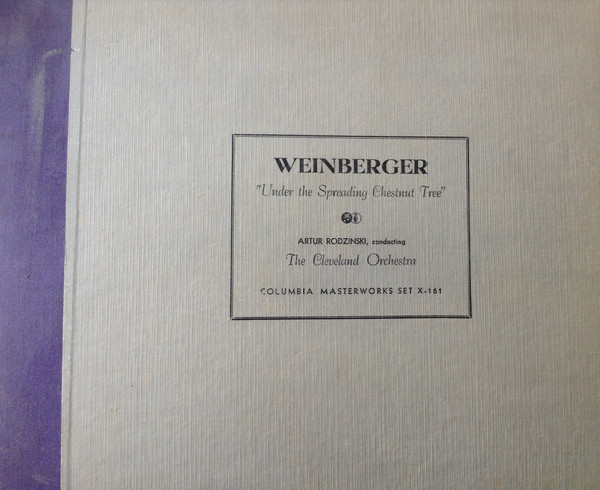 WEINBERGER
"Under the Spreading Chestnut Tree"
ARTUR RODZINSKI, conducting
The Cleveland Orchestra
COLUMBIA MASTERWORKS SET X-161